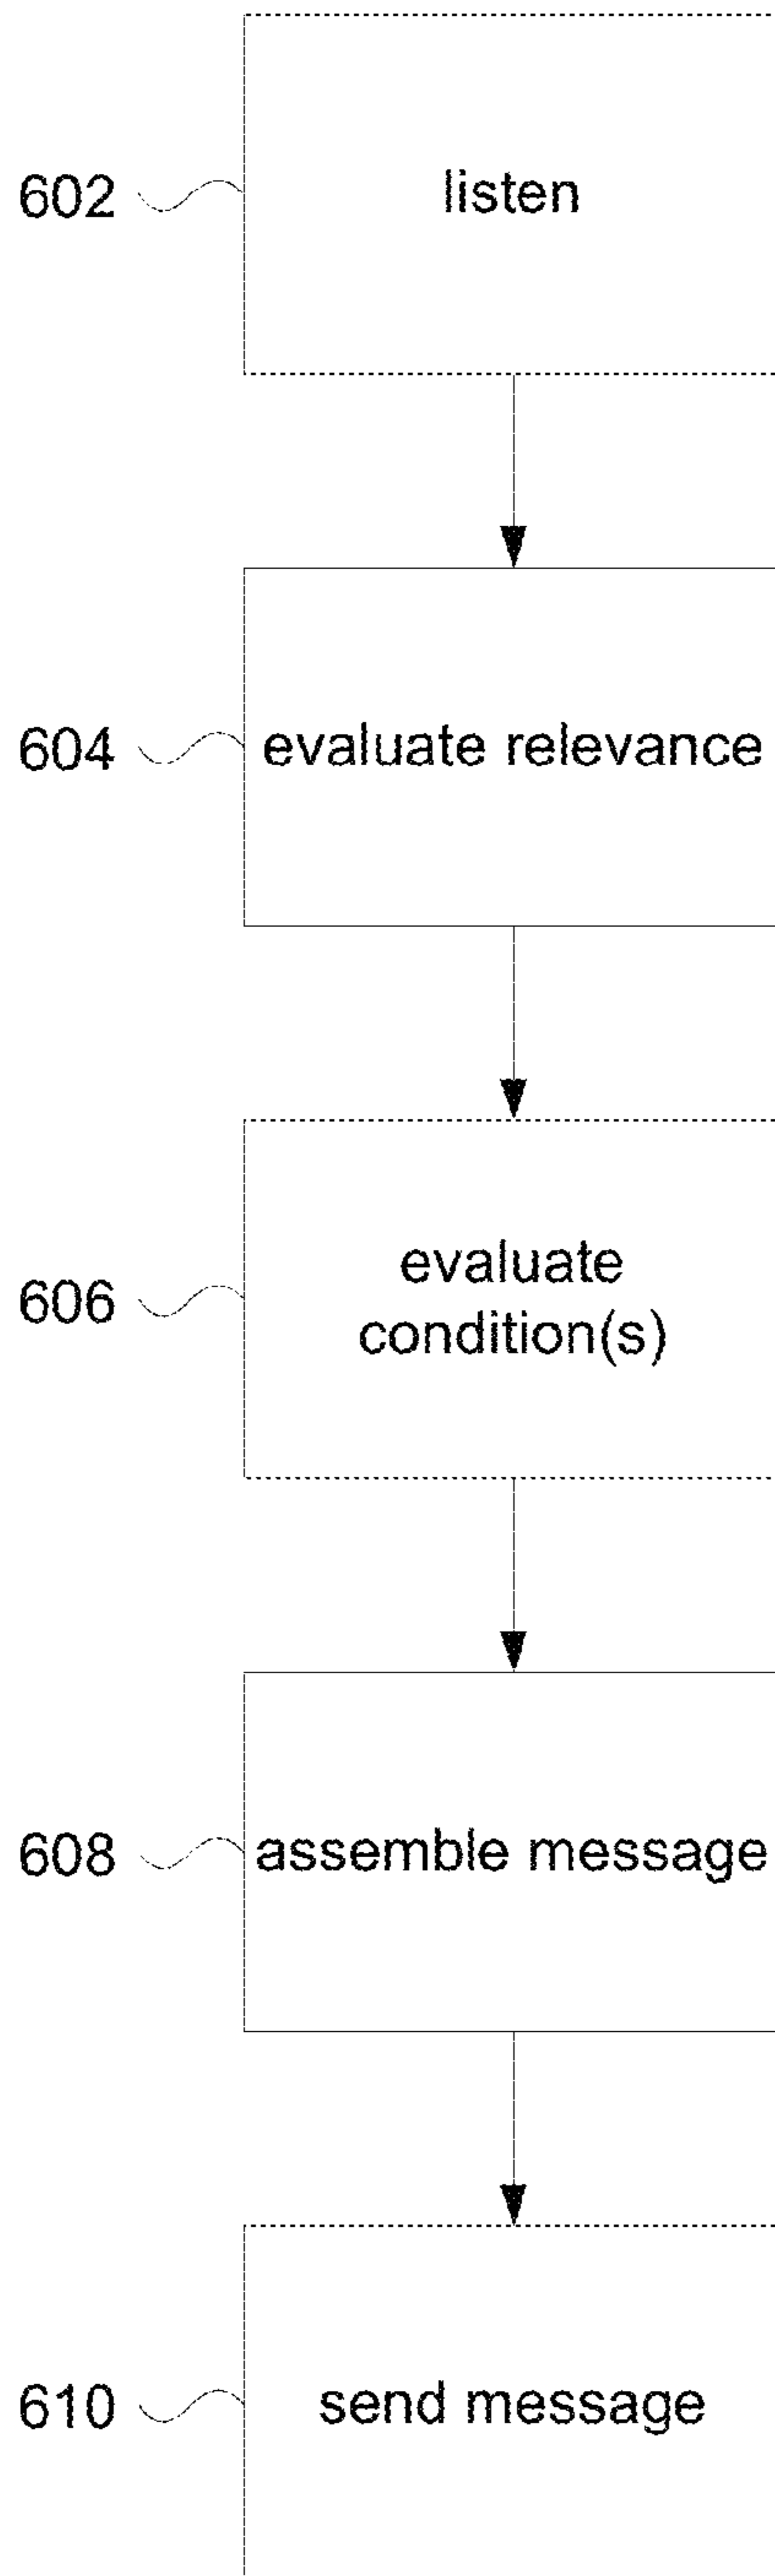 602
listen
604
evaluate relevance
606
evaluate
condition(s)
608
assemble message
610
send message